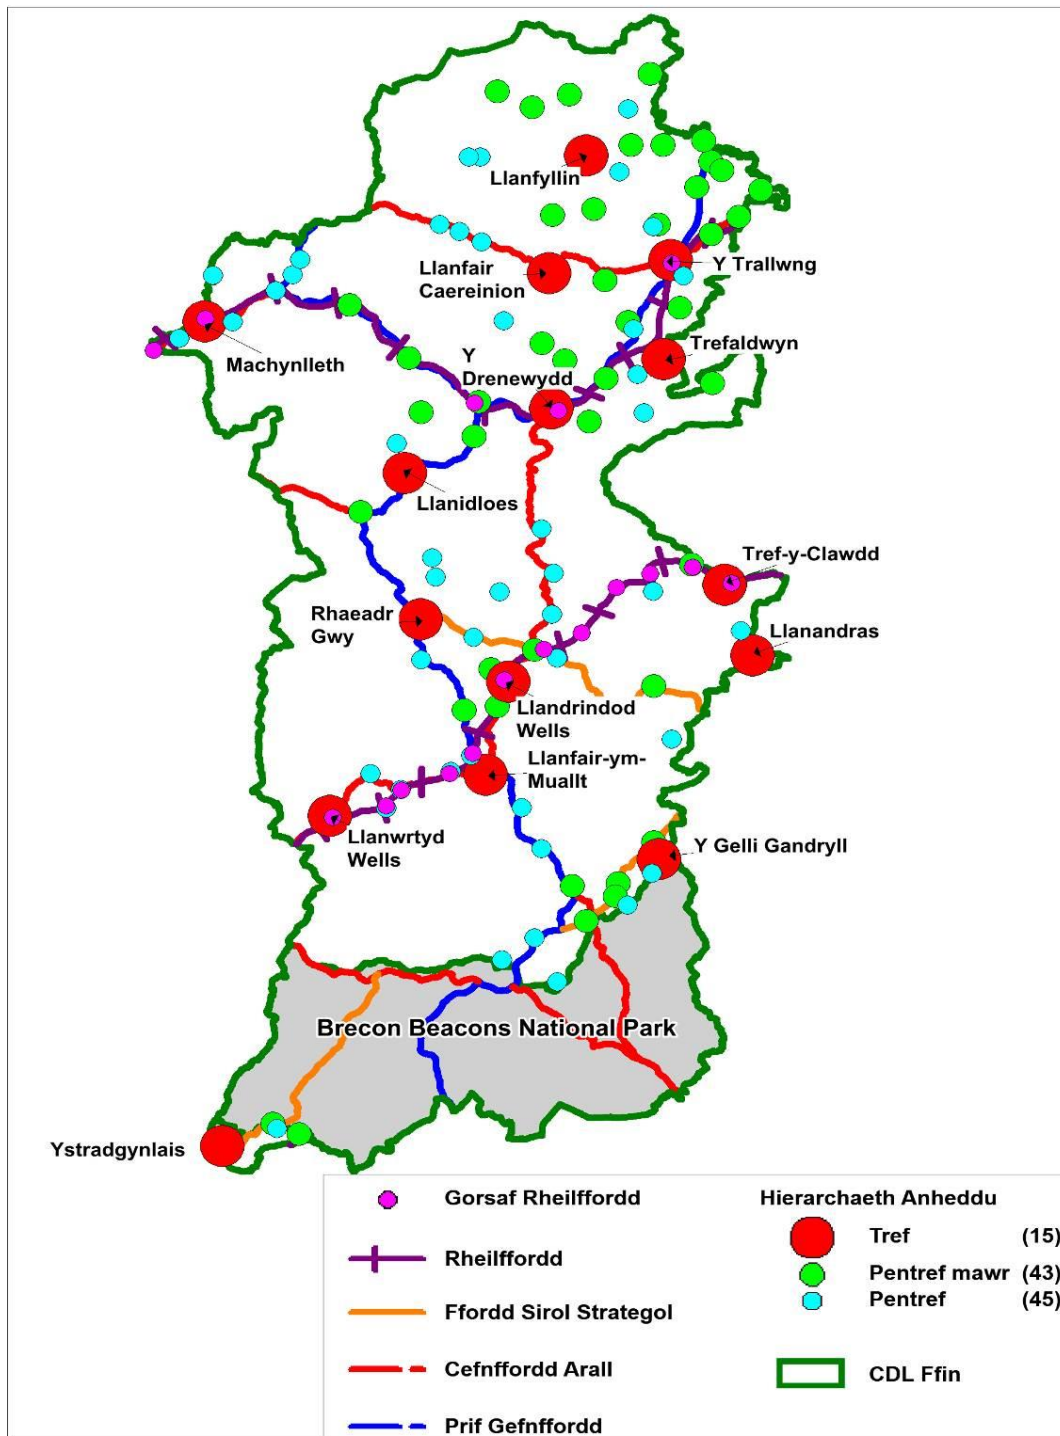 Llanfyllin
Llanfair
Caereinion
Y Trallwng
Machynlleth
Y
Drenewydd
Trefaldwyn
Llanidloes
Tref-y-Clawdd
Rhaeadr
Gwy
Llanandras
Llandrindod
Wells
Llanfair-ym-
Muallt
Llanwrtyd
Wells
Y Gelli Gandryll
Brecon Beacons National Park
Ystradgynlais
Gorsaf Rheilffordd
Rheilffordd
Ffordd Sirol Strategol
Cefnffordd Arall
Prif Gefnffordd
Hierarchaeth Anheddu
Tref (15)
Pentref mawr (43)
Pentref (45)
CDL Ffin